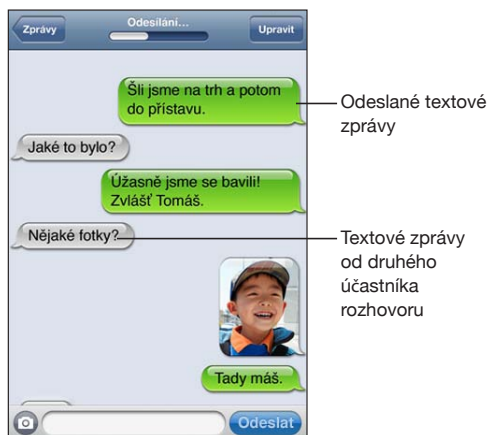 Zprávy
Odesílání...
Upravit
Šli jsme na trh a potom
do přístavu.
Odeslané textové
zprávy
Jaké to bylo?
Úžasně jsme se bavili!
Zvlášť Tomáš.
Nějaké fotky?
Textové zprávy
od druhého
účastníka
rozhovoru
Tady máš.
Odeslat